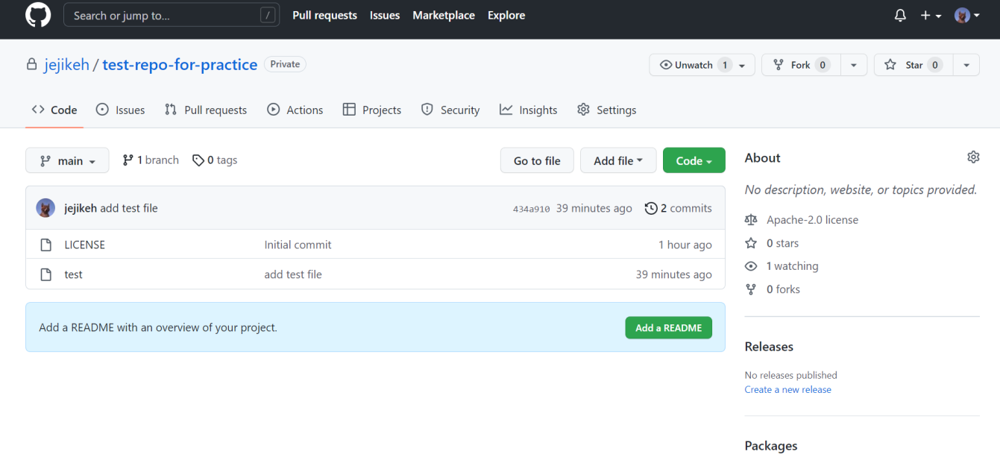 Search or jump to... / Pull requests Issues Marketplace Explore
jejikeh / test-repo-for-practice Private Unwatch 1 Fork 0 Star 0
Code Issues Pull requests Actions Projects Security Insights Settings
main 1 branch 0 tags Go to file Add file Code
jejikeh add test file 434a910 39 minutes ago 2 commits
LICENSE Initial commit 1 hour ago
test add test file 39 minutes ago
Add a README with an overview of your project. Add a README
About
No description, website, or topics provided.
Apache-2.0 license
0 stars
1 watching
0 forks
Releases
No releases published
Create a new release
Packages